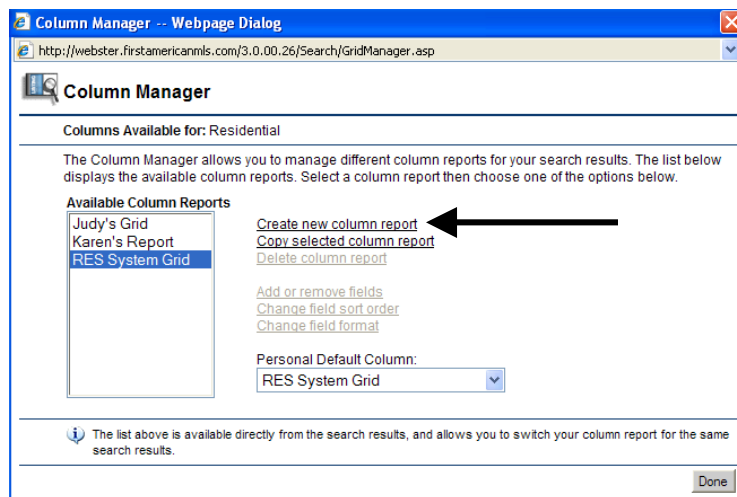 Column Manager -- Webpage Dialog
http://webster.firstamericanmls.com/3.0.00.26/Search/GridManager.asp
Column Manager
Columns Available for: Residential
The Column Manager allows you to manage different column reports for your search results. The list below
displays the available column reports. Select a column report then choose one of the options below.
Available Column Reports
Judy's Grid
Karen's Report
RES System Grid
Create new column report
Copy selected column report
Delete column report
Add or remove fields
Change field sort order
Change field format
Personal Default Column:
RES System Grid
The list above is available directly from the search results, and allows you to switch your column report for the same
search results.
Done